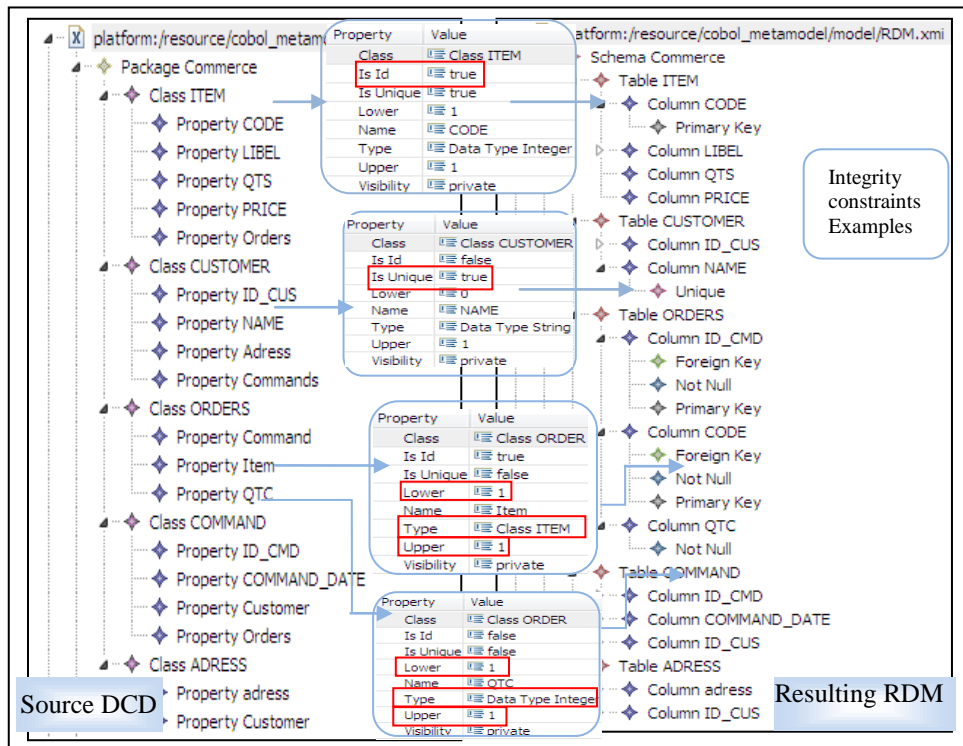 platform:/resource/cobol_metamo
Package Commerce
Class ITEM
Property CODE
Property LIBEL
Property QTS
Property PRICE
Property Orders
Class CUSTOMER
Property ID_CUS
Property NAME
Property Adress
Property Commands
Class ORDERS
Property Command
Property Item
Property QTC
Class COMMAND
Property ID_CMD
Property COMMAND_DATE
Property Customer
Property Orders
Class ADRESS
Property adress
Property Customer
Source DCD
Property Value
Class Class ITEM
Is Id true
Is Unique true
Lower 1
Name CODE
Type Data Type Integer
Upper 1
Visibility private
Property Value
Class Class CUSTOMER
Is Id false
Is Unique true
Lower 0
Name NAME
Type Data Type String
Upper 1
Visibility private
Property Value
Class Class ORDER
Is Id true
Is Unique false
Lower 1
Name Item
Type Class ITEM
Upper 1
Visibility private
Property Value
Class Class ORDER
Is Id false
Is Unique false
Lower 1
Name QTC
Type Data Type Integer
Upper 1
Visibility private
atform:/resource/cobol_metamodel/model/RDM.xmi
Schema Commerce
Table ITEM
Column CODE
Primary Key
Column LIBEL
Column QTS
Column PRICE
Table CUSTOMER
Column ID_CUS
Column NAME
Unique
Table ORDERS
Column ID_CMD
Foreign Key
Not Null
Primary Key
Column CODE
Foreign Key
Not Null
Primary Key
Column QTC
Not Null
Table COMMAND
Column ID_CMD
Column COMMAND_DATE
Column ID_CUS
Table ADRESS
Column adress
Column ID_CUS
Integrity
constraints
Examples
Resulting RDM